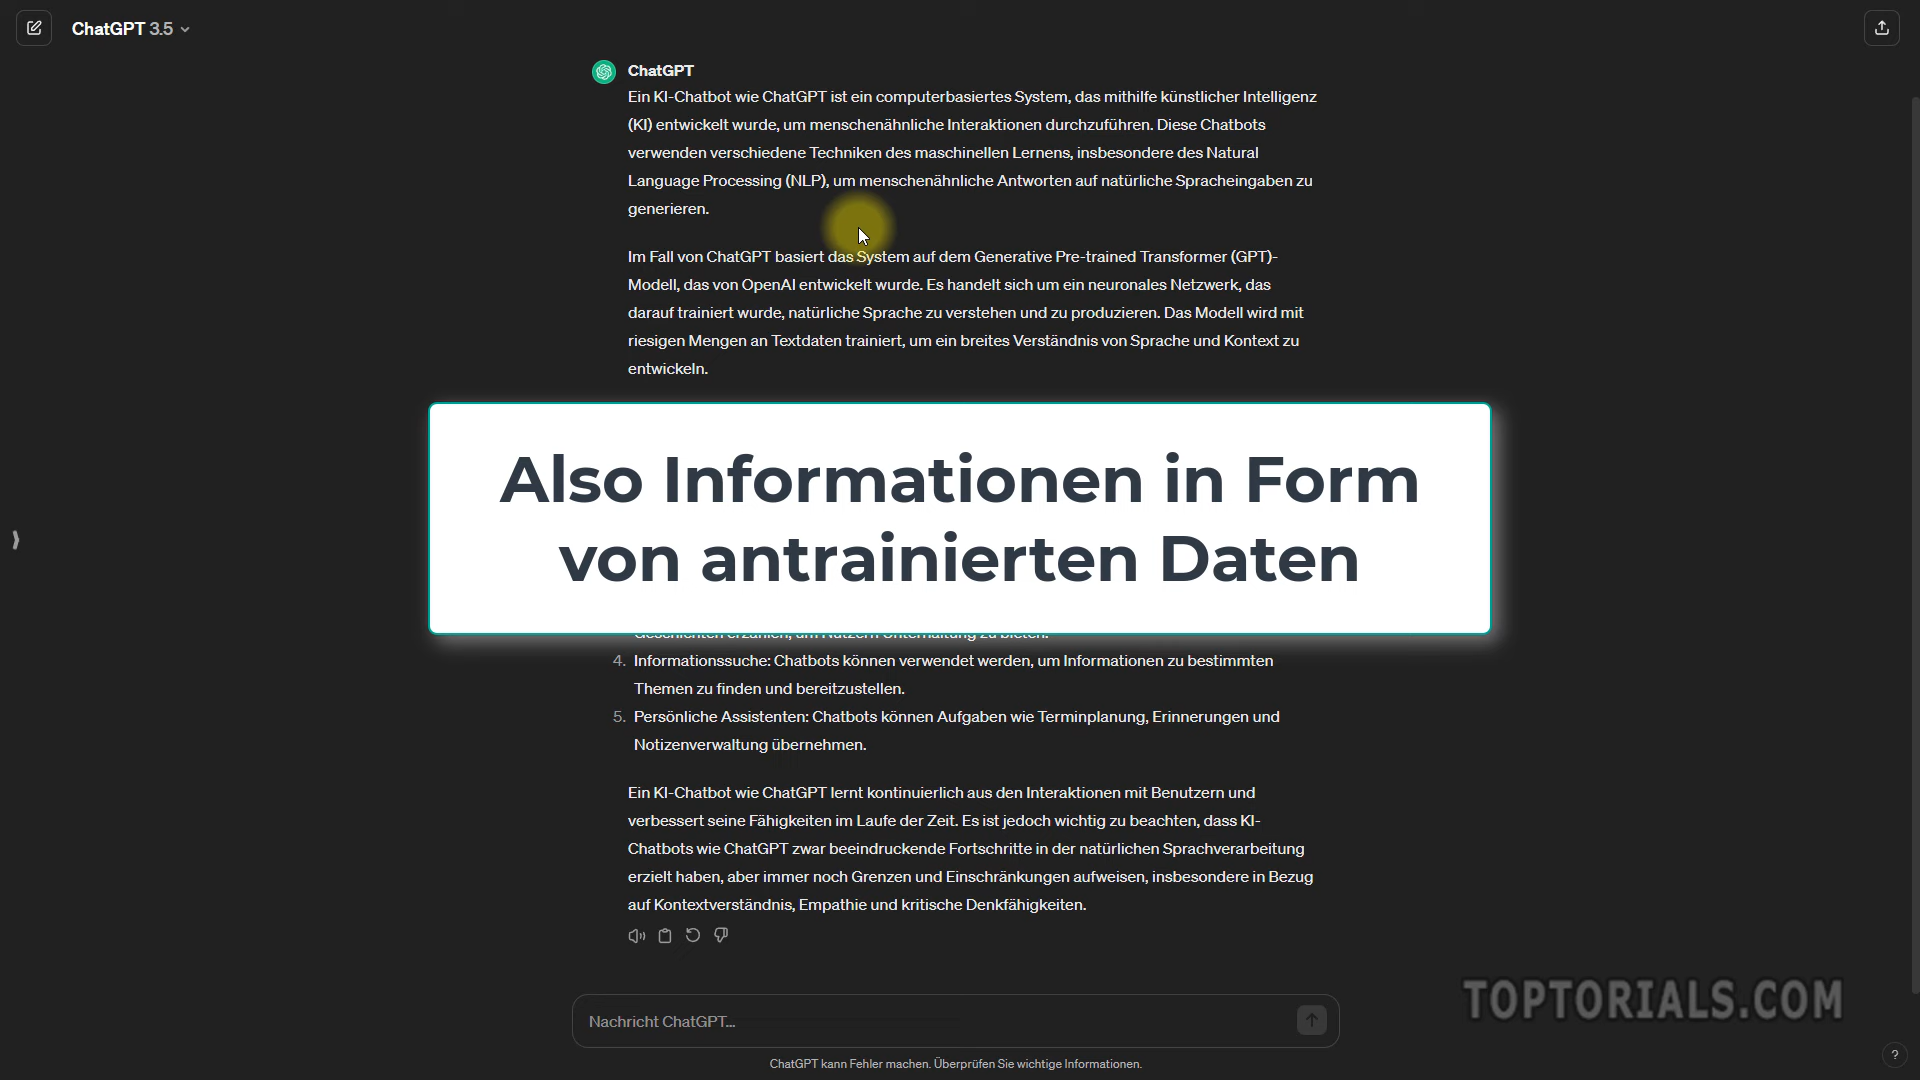 ChatGPT 3.5
ChatGPT
Ein KI-Chatbot wie ChatGPT ist ein computerbasiertes System, das mithilfe künstlicher Intelligenz
(KI) entwickelt wurde, um menschenähnliche Interaktionen durchzuführen. Diese Chatbots
verwenden verschiedene Techniken des maschinellen Lernens, insbesondere des Natural
Language Processing (NLP), um menschenähnliche Antworten auf natürliche Spracheingaben zu
generieren.
Im Fall von ChatGPT basiert das System auf dem Generative Pre-trained Transformer (GPT)-
Modell, das von OpenAI entwickelt wurde. Es handelt sich um ein neuronales Netzwerk, das
darauf trainiert wurde, natürliche Sprache zu verstehen und zu produzieren. Das Modell wird mit
riesigen Mengen an Textdaten trainiert, um ein breites Verständnis von Sprache und Kontext zu
entwickeln.
Also Informationen in Form
von antrainierten Daten
Geschichten erzählen, um Nutzern Unterhaltung zu bieten.
4. Informationssuche: Chatbots können verwendet werden, um Informationen zu bestimmten
Themen zu finden und bereitzustellen.
5. Persönliche Assistenten: Chatbots können Aufgaben wie Terminplanung, Erinnerungen und
Notizenverwaltung übernehmen.
Ein KI-Chatbot wie ChatGPT lernt kontinuierlich aus den Interaktionen mit Benutzern und
verbessert seine Fähigkeiten im Laufe der Zeit. Es ist jedoch wichtig zu beachten, dass KI-
Chatbots wie ChatGPT zwar beeindruckende Fortschritte in der natürlichen Sprachverarbeitung
erzielt haben, aber immer noch Grenzen und Einschränkungen aufweisen, insbesondere in Bezug
auf Kontextverständnis, Empathie und kritische Denkfähigkeiten.
TOPTORIALS.COM
Nachricht ChatGPT...
ChatGPT kann Fehler machen. Überprüfen Sie wichtige Informationen.
?